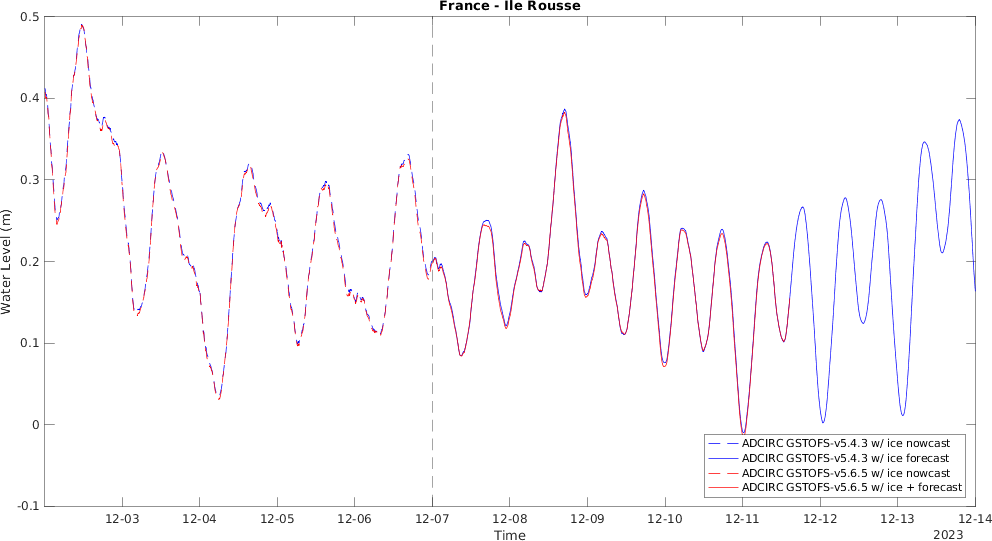 France - Ile Rousse
0.5
0.4
0.3
0.2
0.1
0
-0.1
Water Level (m)
12-03 12-04 12-05 12-06 12-07 12-08 12-09 12-10 12-11 12-12 12-13 12-14
Time
2023
ADCIRC GSTOFS-v5.4.3 w/ ice nowcast
ADCIRC GSTOFS-v5.4.3 w/ ice forecast
ADCIRC GSTOFS-v5.6.5 w/ ice nowcast
ADCIRC GSTOFS-v5.6.5 w/ ice + forecast